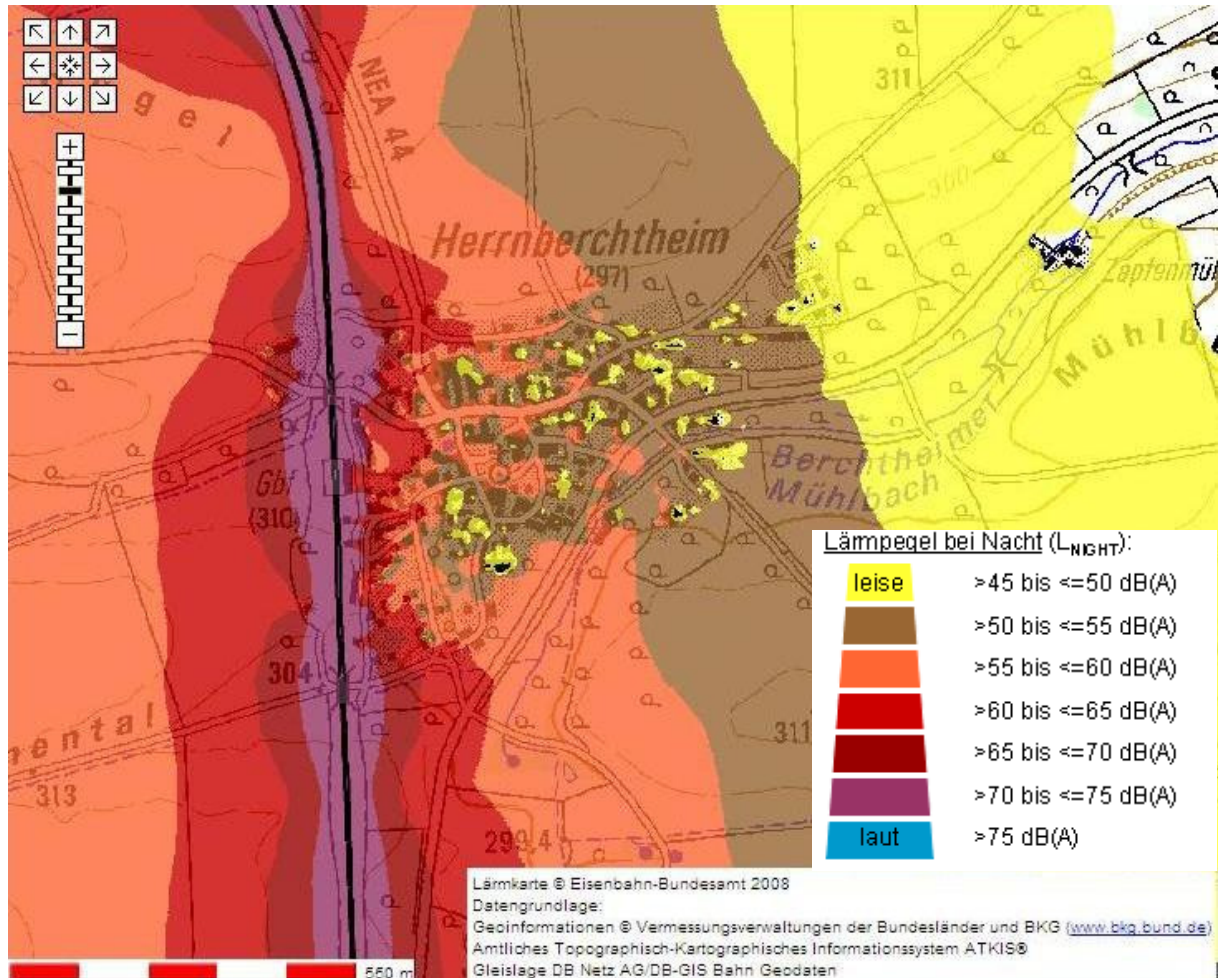 311
NEA 44
gel
300
Herrnberchtheim
(297)
Zapfenmühl
Mühlb
Berchtheimer
Mühlbach
Gbf
(310)
304
mental
313
311
299.4
Lärmpegel bei Nacht (LNIGHT):
leise >45 bis <=50 dB(A)
>50 bis <=55 dB(A)
>55 bis <=60 dB(A)
>60 bis <=65 dB(A)
>65 bis <=70 dB(A)
>70 bis <=75 dB(A)
laut >75 dB(A)
Lärmkarte © Eisenbahn-Bundesamt 2008
Datengrundlage:
Geoinformationen © Vermessungsverwaltungen der Bundesländer und BKG (www.bkg.bund.de)
Amtliches Topographisch-Kartographisches Informationssystem ATKIS®
Gleislage DB Netz AG/DB-GIS Bahn Geodaten
550 m